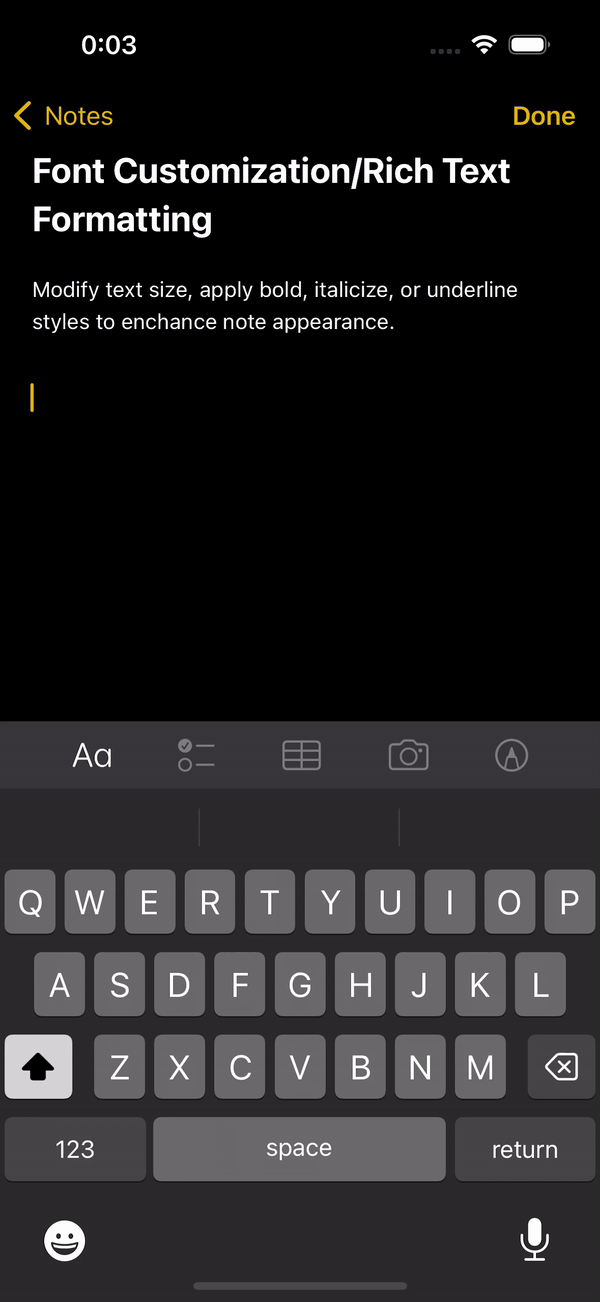 0:03
Notes
Done
Font Customization/Rich Text
Formatting
Modify text size, apply bold, italicize, or underline
styles to enchance note appearance.
Aa
Q W E R T Y U I O P
A S D F G H J K L
Z X C V B N M
123 space return